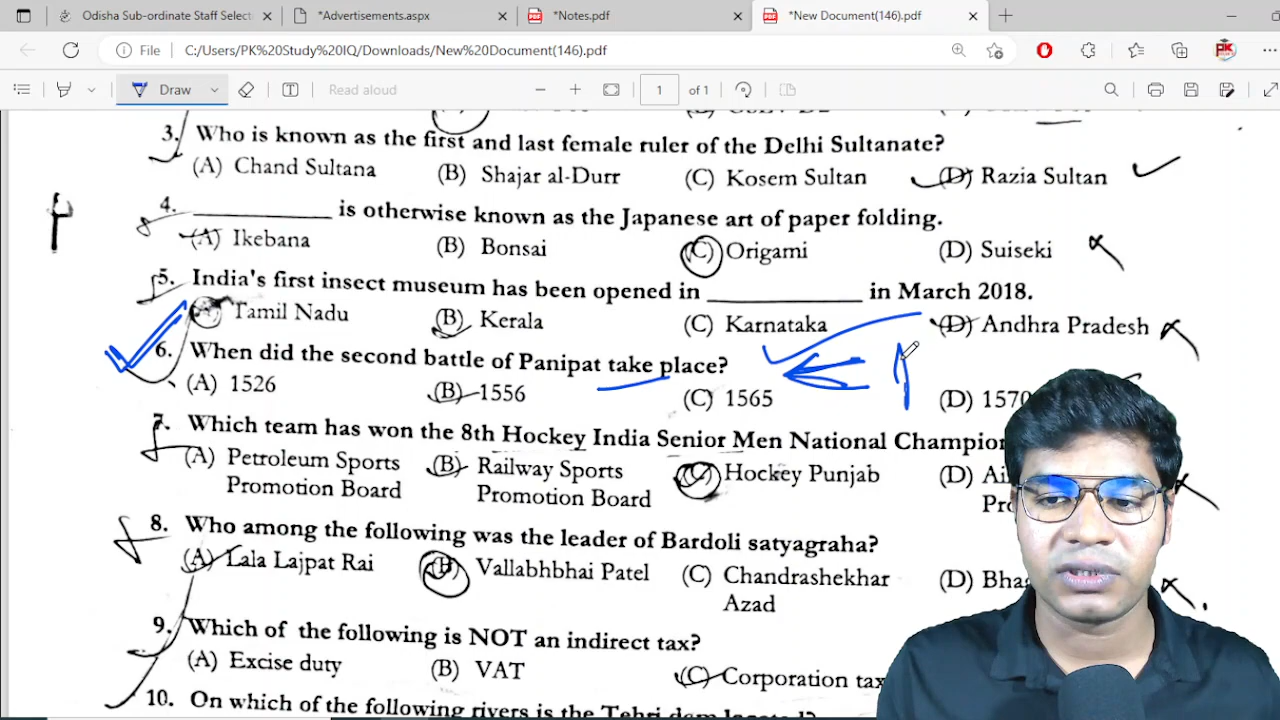 Odisha Sub-ordinate Staff Select
*Advertisements.aspx
*Notes.pdf
*New Document(146).pdf
File
C:/Users/PK%20Study%20IQ/Downloads/New%20Document(146).pdf
Draw
Read aloud
1 of 1
3. Who is known as the first and last female ruler of the Delhi Sultanate?
(A) Chand Sultana (B) Shajar al-Durr (C) Kosem Sultan (D) Razia Sultan
4. ____________ is otherwise known as the Japanese art of paper folding.
(A) Ikebana (B) Bonsai (C) Origami (D) Suiseki
5. India's first insect museum has been opened in ____________ in March 2018.
Tamil Nadu (B) Kerala (C) Karnataka (D) Andhra Pradesh
6. When did the second battle of Panipat take place?
(A) 1526 (B) 1556 (C) 1565 (D) 1570
7. Which team has won the 8th Hockey India Senior Men National Champion
(A) Petroleum Sports (B) Railway Sports (C) Hockey Punjab (D) Ai
Promotion Board Promotion Board Pro
8. Who among the following was the leader of Bardoli satyagraha?
(A) Lala Lajpat Rai (B) Vallabhbhai Patel (C) Chandrashekhar (D) Bha
Azad
9. Which of the following is NOT an indirect tax?
(A) Excise duty (B) VAT (C) Corporation tax
10. On which of the following rivers is the Tehri dam located?